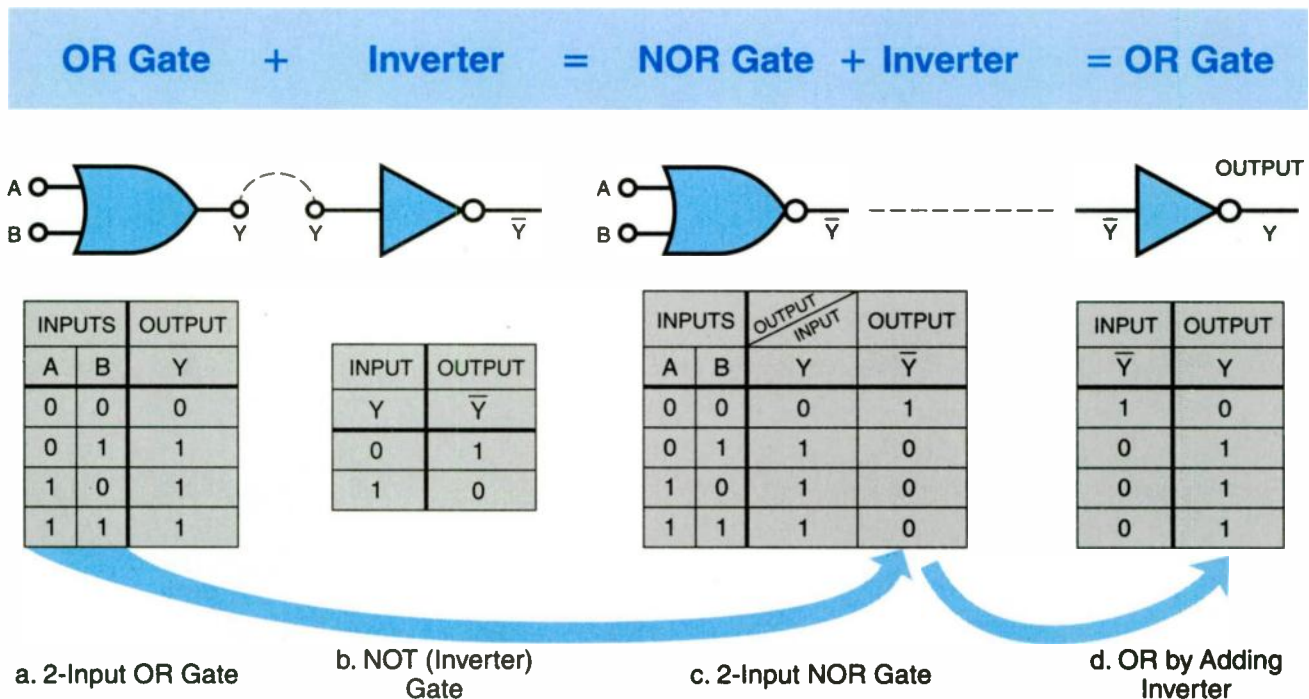 OR Gate + Inverter = NOR Gate + Inverter = OR Gate
A
B
Y
Y
Y̅
A
B
Y̅
Y̅
OUTPUT
Y
INPUTS OUTPUT
A B Y
0 0 0
0 1 1
1 0 1
1 1 1
INPUT OUTPUT
Y Y̅
0 1
1 0
INPUTS OUTPUT INPUT OUTPUT
A B Y Y̅
0 0 0 1
0 1 1 0
1 0 1 0
1 1 1 0
INPUT OUTPUT
Y̅ Y
1 0
0 1
0 1
0 1
a. 2-Input OR Gate
b. NOT (Inverter)
Gate
c. 2-Input NOR Gate
d. OR by Adding
Inverter